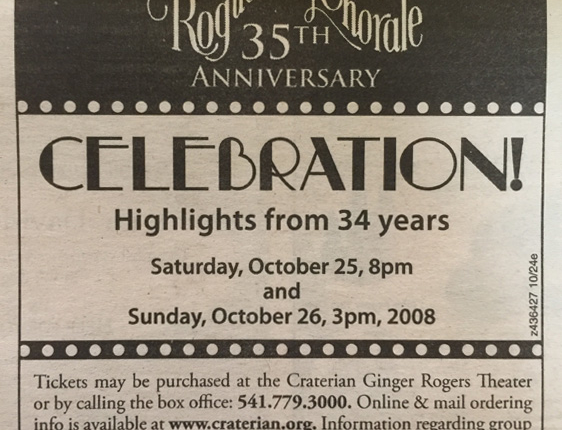 Rogue Chorale
35TH
ANNIVERSARY
CELEBRATION!
Highlights from 34 years
Saturday, October 25, 8pm
and
Sunday, October 26, 3pm, 2008
z436427 10/24e
Tickets may be purchased at the Craterian Ginger Rogers Theater
or by calling the box office: 541.779.3000. Online & mail ordering
info is available at www.craterian.org. Information regarding group